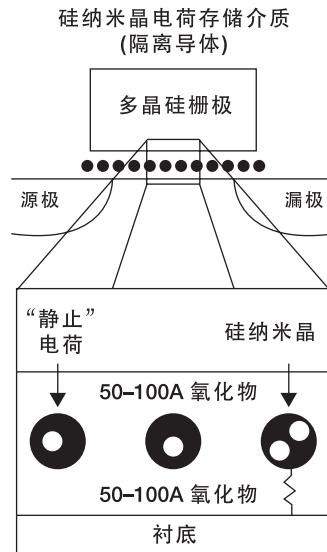 硅纳米晶电荷存储介质
(隔离导体)
多晶硅栅极
源极
漏极
“静止”
电荷
硅纳米晶
50–100A 氧化物
50–100A 氧化物
衬底